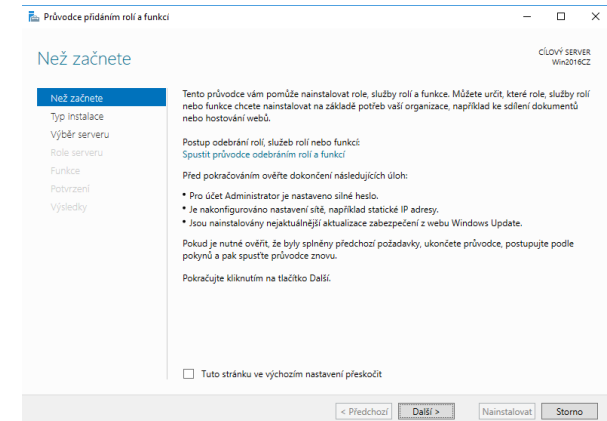 Průvodce přidáním rolí a funkcí
Než začnete
CÍLOVÝ SERVER
Win2016CZ
Než začnete
Typ instalace
Výběr serveru
Role serveru
Funkce
Potvrzení
Výsledky
Tento průvodce vám pomůže nainstalovat role, služby rolí a funkce. Můžete určit, které role, služby rolí
nebo funkce chcete nainstalovat na základě potřeb vaší organizace, například ke sdílení dokumentů
nebo hostování webů.
Postup odebrání rolí, služeb rolí nebo funkcí:
Spustit průvodce odebráním rolí a funkcí
Před pokračováním ověřte dokončení následujících úloh:
• Pro účet Administrator je nastaveno silné heslo.
• Je nakonfigurováno nastavení sítě, například statické IP adresy.
• Jsou nainstalovány nejaktuálnější aktualizace zabezpečení z webu Windows Update.
Pokud je nutné ověřit, že byly splněny předchozí požadavky, ukončete průvodce, postupujte podle
pokynů a pak spusťte průvodce znovu.
Pokračujte kliknutím na tlačítko Další.
Tuto stránku ve výchozím nastavení přeskočit
< Předchozí
Další >
Nainstalovat
Storno